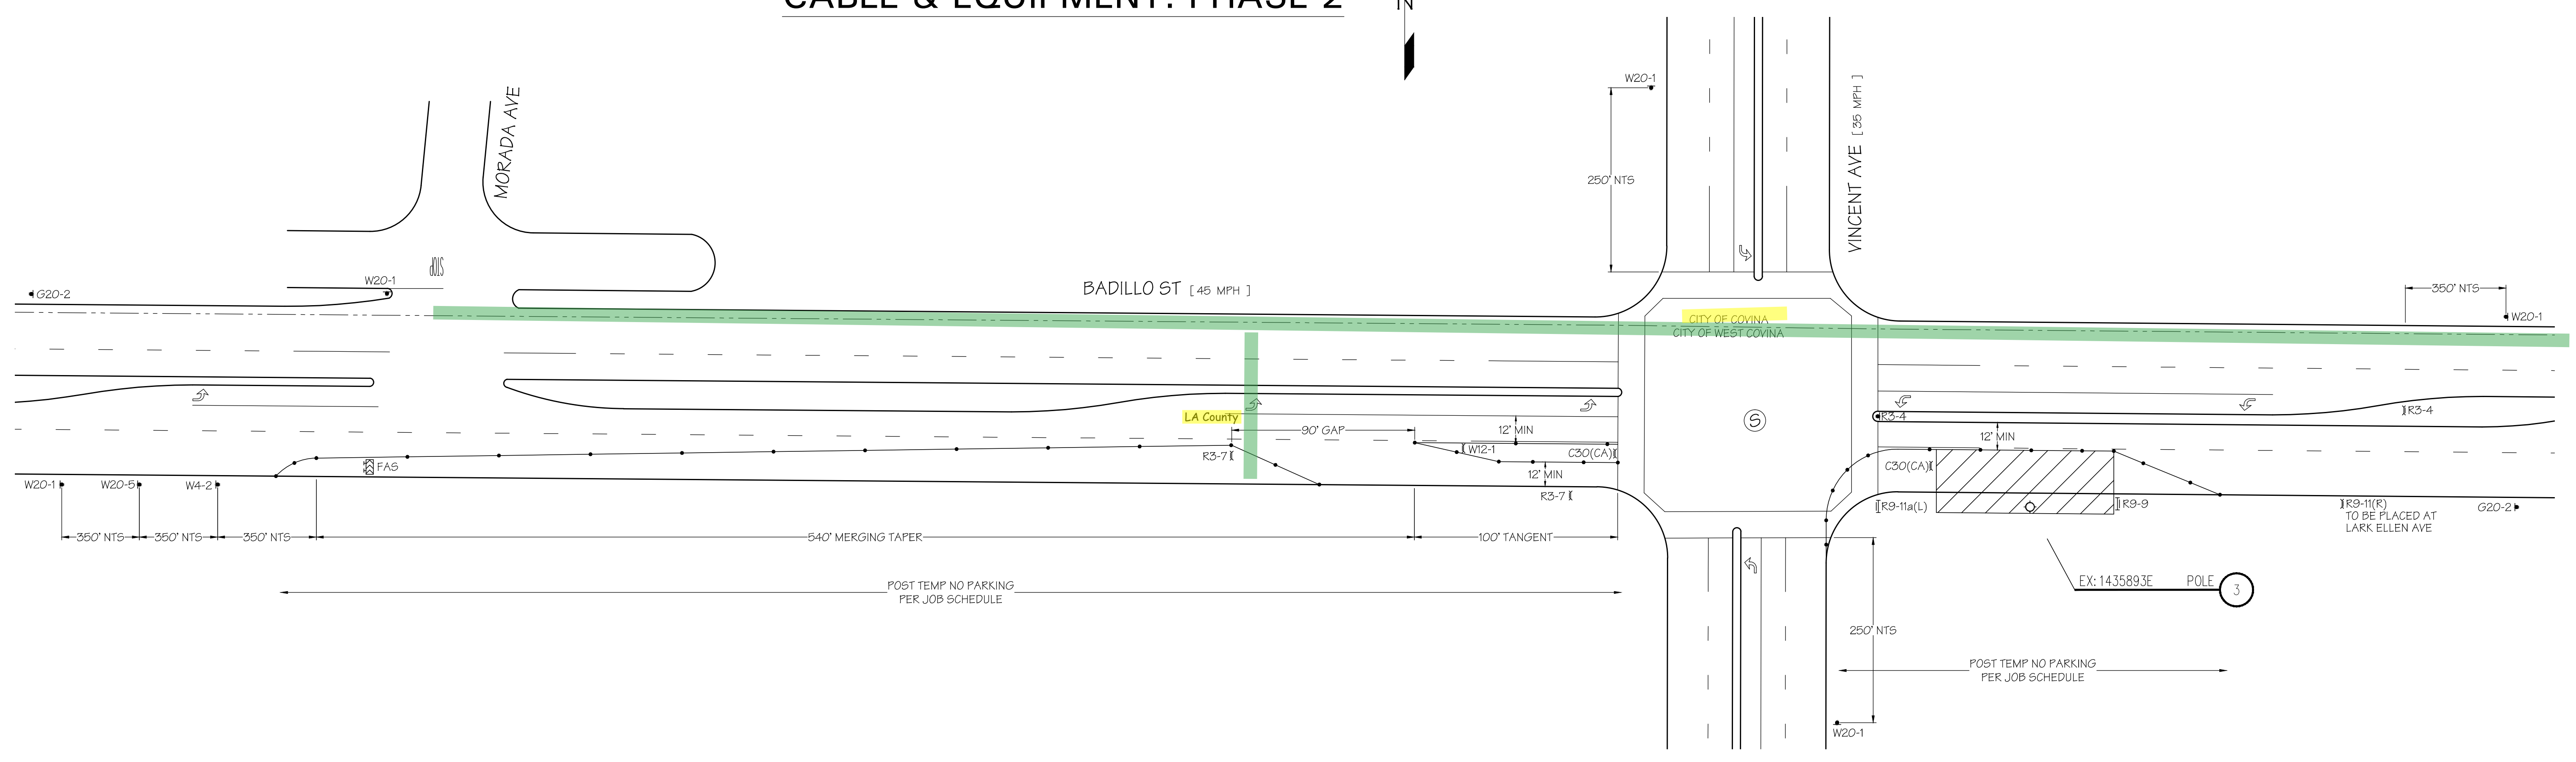 CABLE & EQUIPMENT: PHASE 2
N
W20-1
250' NTS
VINCENT AVE [ 35 MPH ]
MORADA AVE
STOP
W20-1
G20-2
BADILLO ST [ 45 MPH ]
350' NTS
W20-1
CITY OF COVINA
CITY OF WEST COVINA
LA County
90' GAP
12' MIN
R3-7
W12-1
C30(CA)
12' MIN
R3-7
S
R3-4
R3-4
12' MIN
C30(CA)
FAS
W20-1
W20-5
W4-2
R9-11a(L)
R9-9
R9-11(R)
TO BE PLACED AT
LARK ELLEN AVE
G20-2
350' NTS
350' NTS
350' NTS
540' MERGING TAPER
100' TANGENT
POST TEMP NO PARKING
PER JOB SCHEDULE
EX: 1435893E POLE 3
250' NTS
POST TEMP NO PARKING
PER JOB SCHEDULE
W20-1